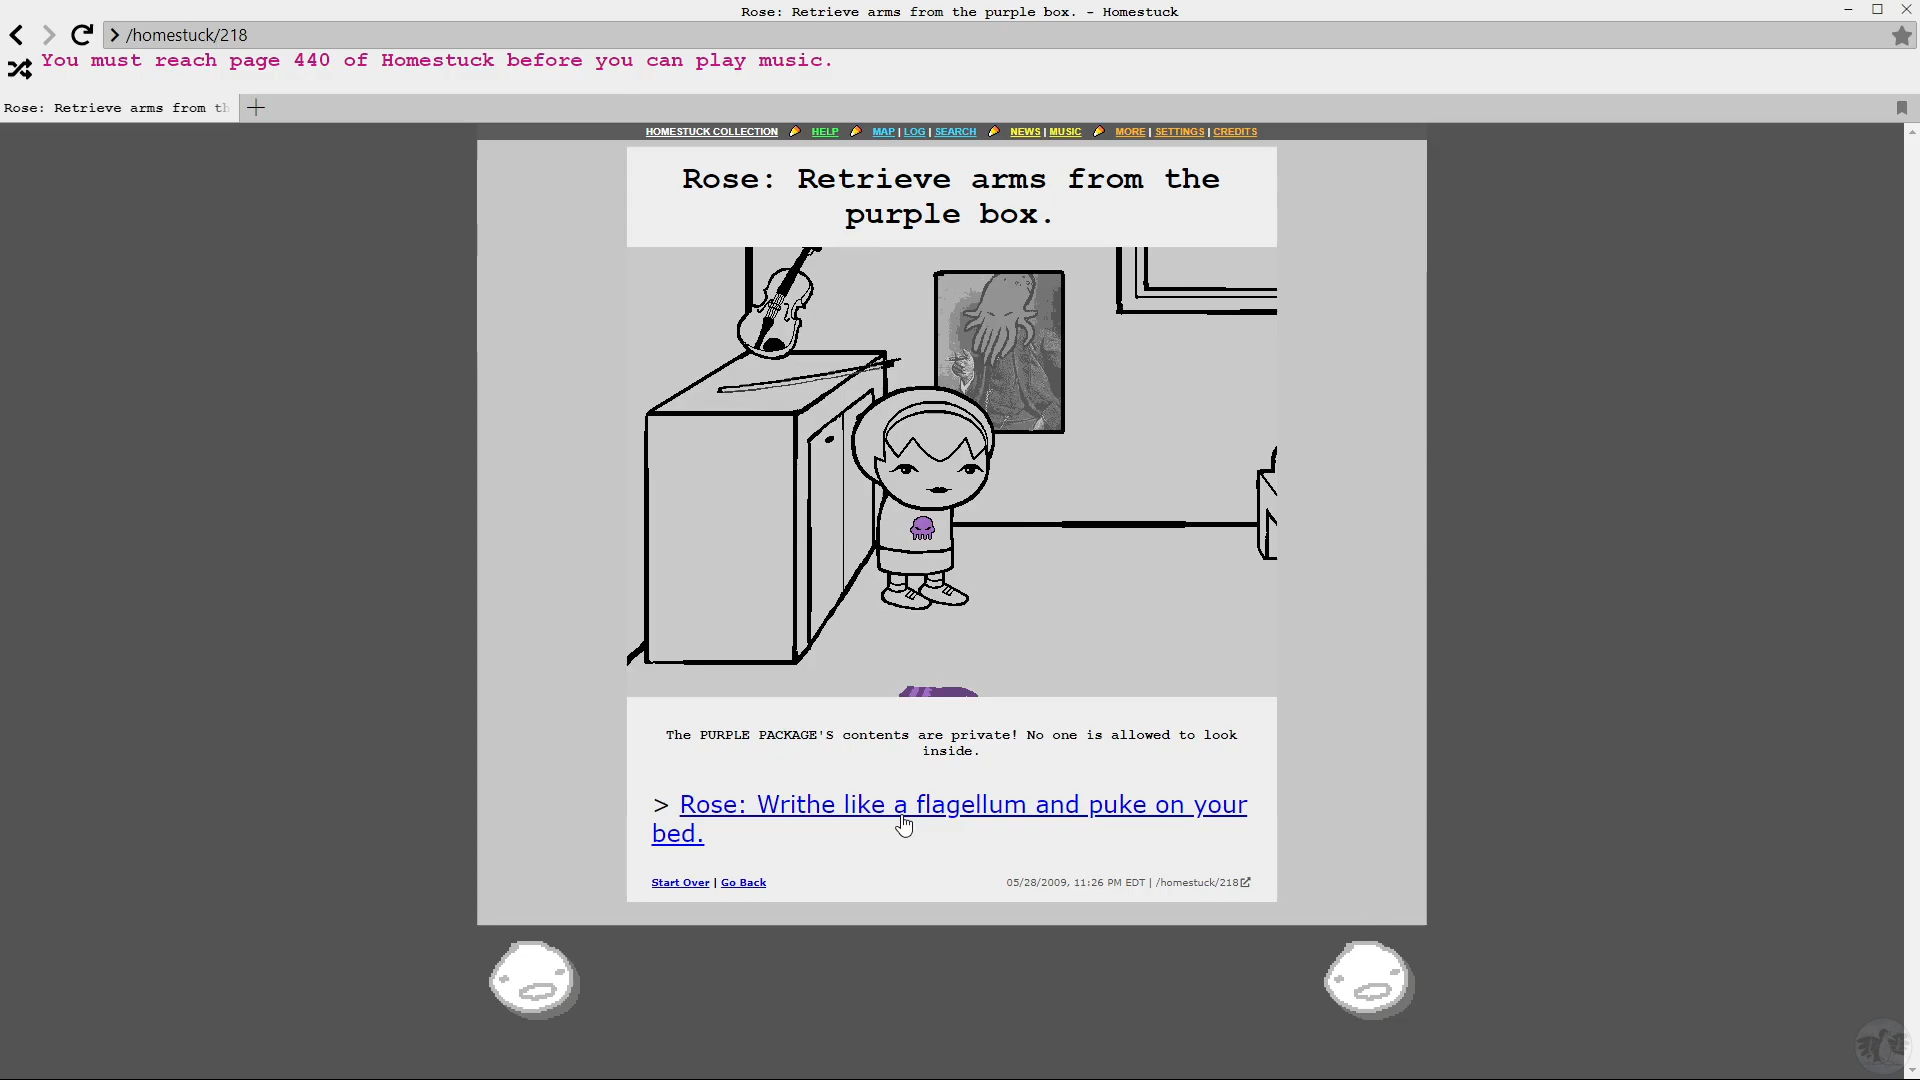 Rose: Retrieve arms from the purple box. - Homestuck
/homestuck/218
You must reach page 440 of Homestuck before you can play music.
Rose: Retrieve arms from th
HOMESTUCK COLLECTION HELP MAP | LOG | SEARCH NEWS | MUSIC MORE | SETTINGS | CREDITS
Rose: Retrieve arms from the
purple box.
The PURPLE PACKAGE'S contents are private! No one is allowed to look
inside.
> Rose: Writhe like a flagellum and puke on your
bed.
Start Over | Go Back
05/28/2009, 11:26 PM EDT | /homestuck/218